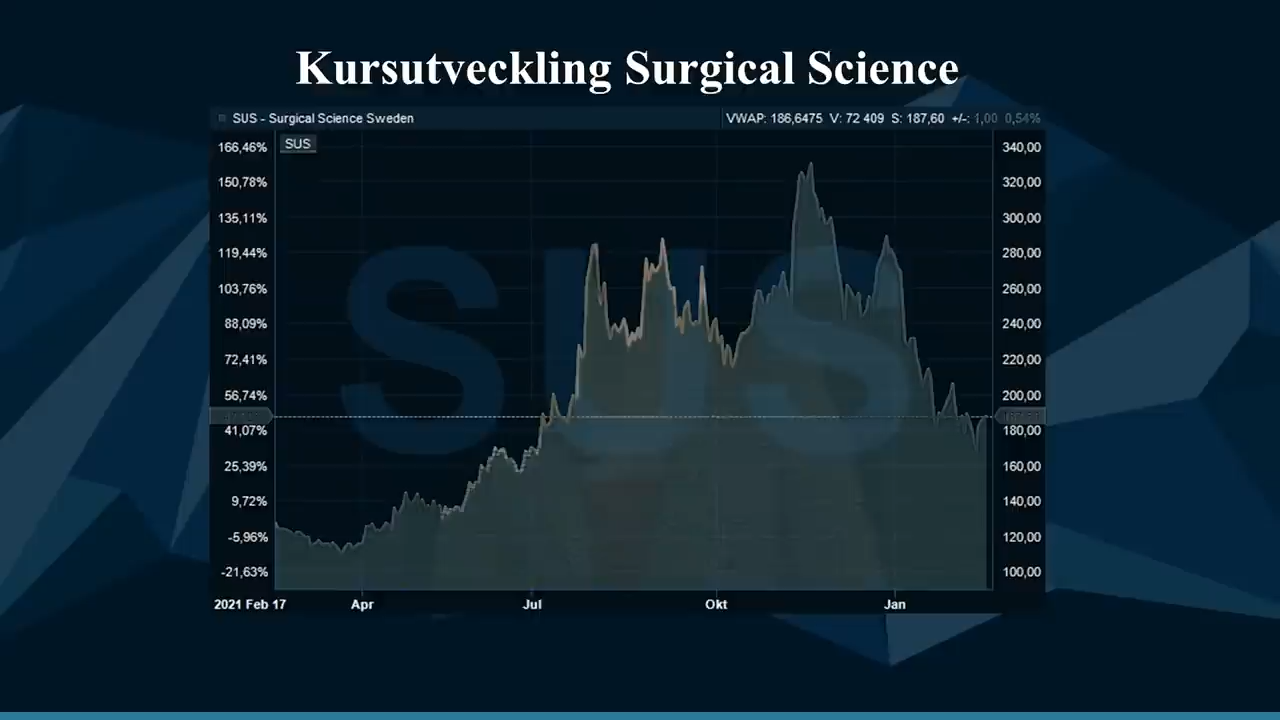 Kursutveckling Surgical Science
SUS - Surgical Science Sweden VWAP: 186,6475 V: 72 409 S: 187,60 +/-: 1,00 0,54%
SUS
166,46% 340,00
150,78% 320,00
135,11% 300,00
119,44% 280,00
103,76% 260,00
88,09% 240,00
72,41% 220,00
56,74% 200,00
41,07% 180,00
25,39% 160,00
9,72% 140,00
-5,96% 120,00
-21,63% 100,00
SUS
2021 Feb 17 Apr Jul Okt Jan